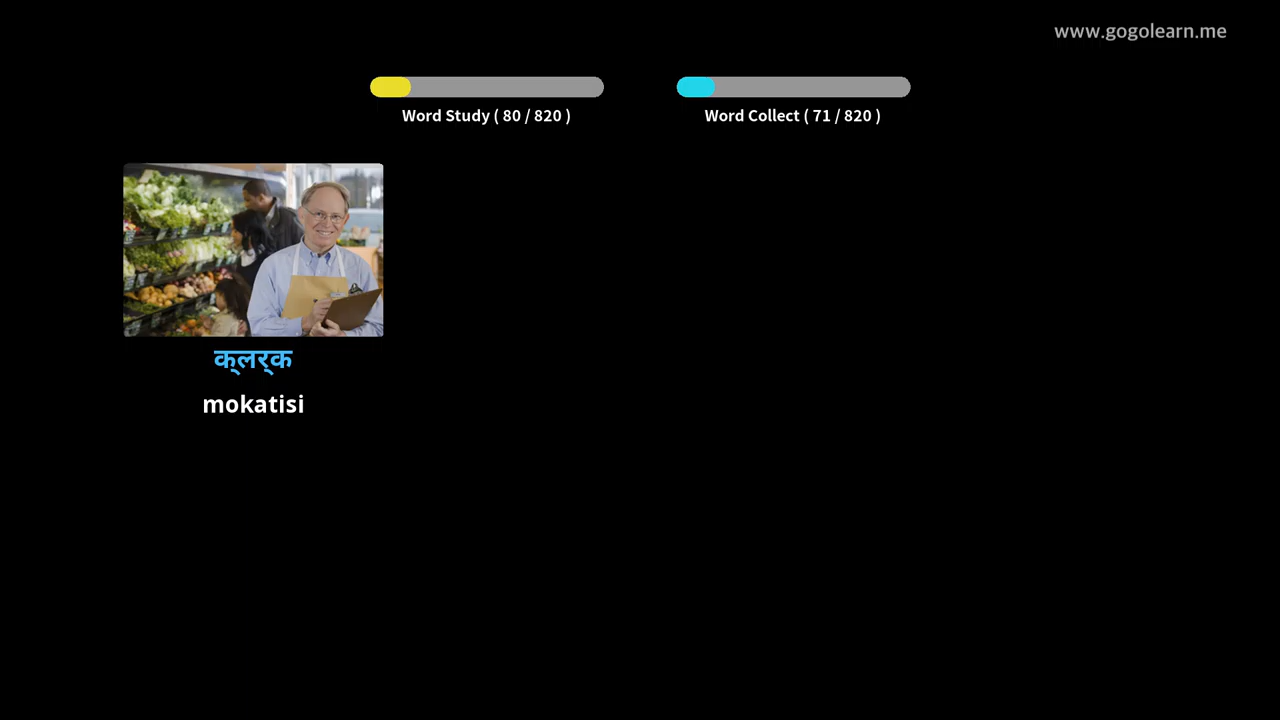 www.gogolearn.me
Word Study ( 80 / 820 )
Word Collect ( 71 / 820 )
क्लर्क
mokatisi